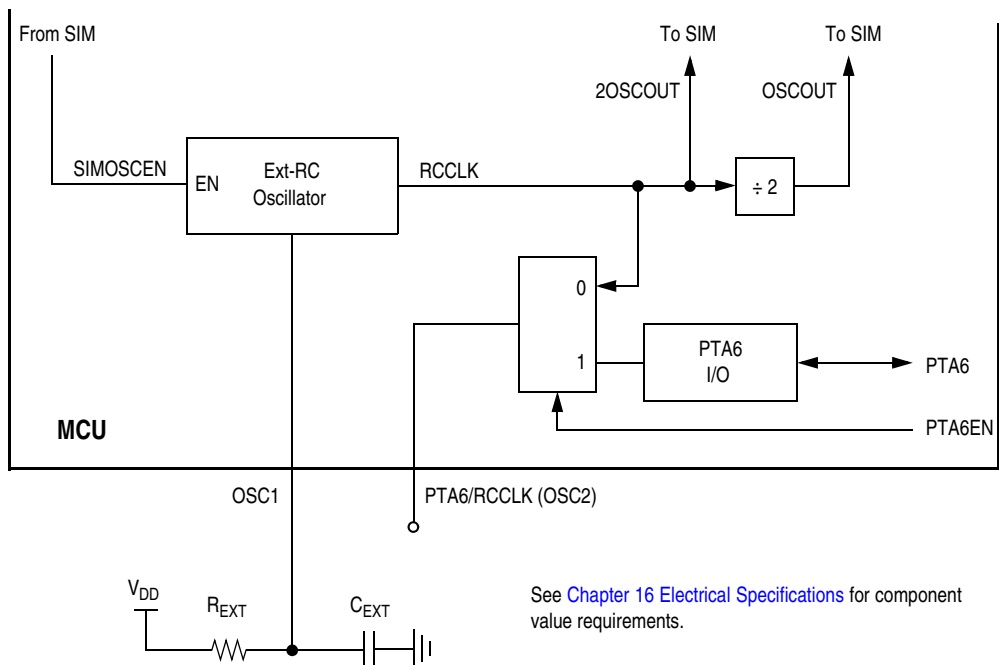 From SIM
To SIM
To SIM
2OSCOUT
OSCOUT
SIMOSCEN
EN
Ext-RC
Oscillator
RCCLK
÷ 2
0
1
PTA6
I/O
PTA6
PTA6EN
MCU
OSC1
PTA6/RCCLK (OSC2)
VDD
REXT
CEXT
See Chapter 16 Electrical Specifications for component
value requirements.